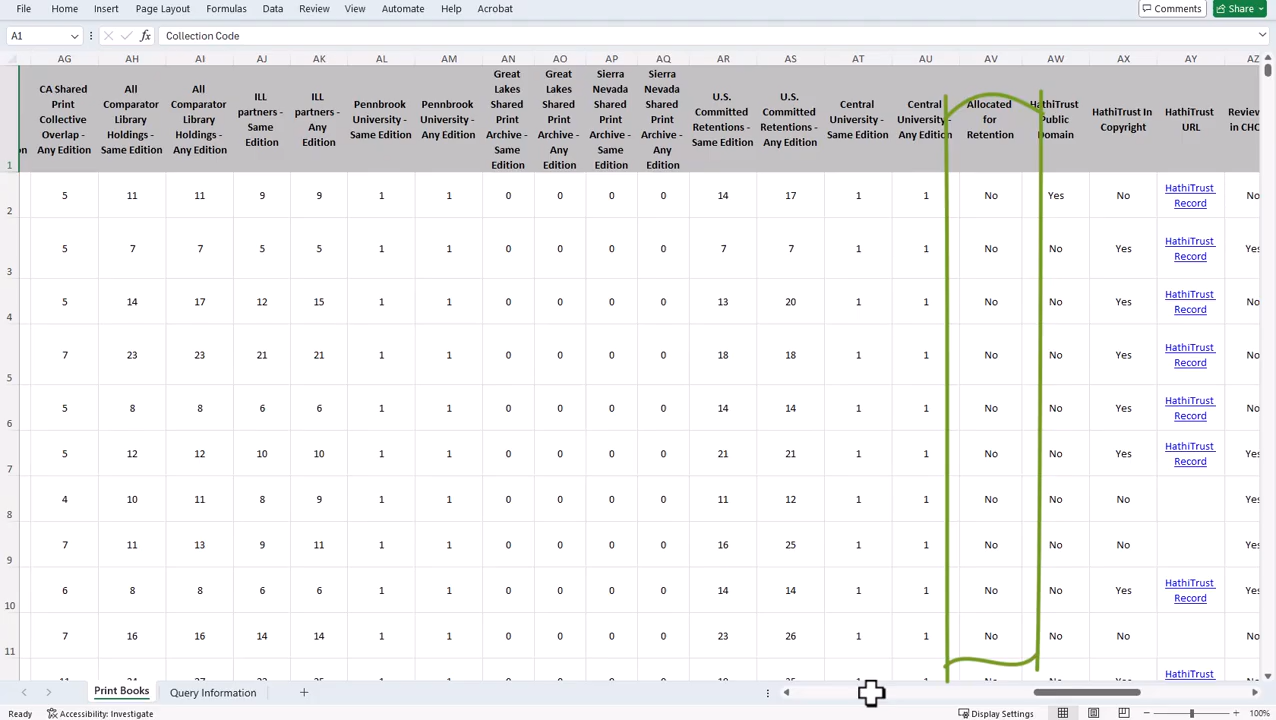 File Home Insert Page Layout Formulas Data Review View Automate Help Acrobat Comments Share
A1 Collection Code
AG AH AI AJ AK AL AM AN AO AP AQ AR AS AT AU AV AW AX AY AZ
1 CA Shared Print Collective Overlap - Any Edition All Comparator Library Holdings - Same Edition All Comparator Library Holdings - Any Edition ILL partners - Same Edition ILL partners - Any Edition Pennbrook University - Same Edition Pennbrook University - Any Edition Great Lakes Shared Print Archive - Same Edition Great Lakes Shared Print Archive - Any Edition Sierra Nevada Shared Print Archive - Same Edition Sierra Nevada Shared Print Archive - Any Edition U.S. Committed Retentions - Same Edition U.S. Committed Retentions - Any Edition Central University - Same Edition Central University - Any Edition Allocated for Retention HathiTrust Public Domain HathiTrust In Copyright HathiTrust URL Review in CHO
2 5 11 11 9 9 1 1 0 0 0 0 14 17 1 1 No Yes No HathiTrust Record No
3 5 7 7 5 5 1 1 0 0 0 0 7 7 1 1 No No Yes HathiTrust Record Yes
4 5 14 17 12 15 1 1 0 0 0 0 13 20 1 1 No No Yes HathiTrust Record No
5 7 23 23 21 21 1 1 0 0 0 0 18 18 1 1 No No Yes HathiTrust Record No
6 5 8 8 6 6 1 1 0 0 0 0 14 14 1 1 No No Yes HathiTrust Record No
7 5 12 12 10 10 1 1 0 0 0 0 21 21 1 1 No No Yes HathiTrust Record Yes
8 4 10 11 8 9 1 1 0 0 0 0 11 12 1 1 No No No Yes
9 7 11 13 9 11 1 1 0 0 0 0 16 25 1 1 No No No Yes
10 6 8 8 6 6 1 1 0 0 0 0 14 14 1 1 No No Yes HathiTrust Record No
11 7 16 16 14 14 1 1 0 0 0 0 23 26 1 1 No No No No
HathiTrust
Print Books Query Information
Ready Accessibility: Investigate Display Settings 100%